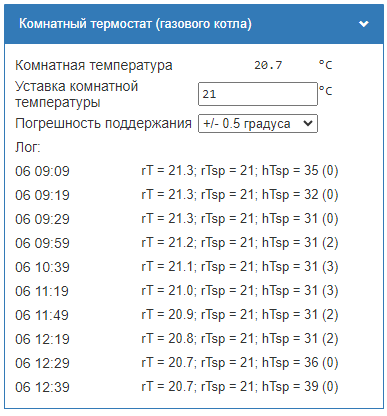 Комнатный термостат (газового котла)
Комнатная температура 20.7 °C
Уставка комнатной температуры 21 °C
Погрешность поддержания +/- 0.5 градуса
Лог:
06 09:09 rT = 21.3; rTsp = 21; hTsp = 35 (0)
06 09:19 rT = 21.3; rTsp = 21; hTsp = 32 (0)
06 09:29 rT = 21.3; rTsp = 21; hTsp = 31 (0)
06 09:59 rT = 21.2; rTsp = 21; hTsp = 31 (2)
06 10:39 rT = 21.1; rTsp = 21; hTsp = 31 (3)
06 11:19 rT = 21.0; rTsp = 21; hTsp = 31 (3)
06 11:49 rT = 20.9; rTsp = 21; hTsp = 31 (2)
06 12:19 rT = 20.8; rTsp = 21; hTsp = 31 (2)
06 12:29 rT = 20.7; rTsp = 21; hTsp = 36 (0)
06 12:39 rT = 20.7; rTsp = 21; hTsp = 39 (0)